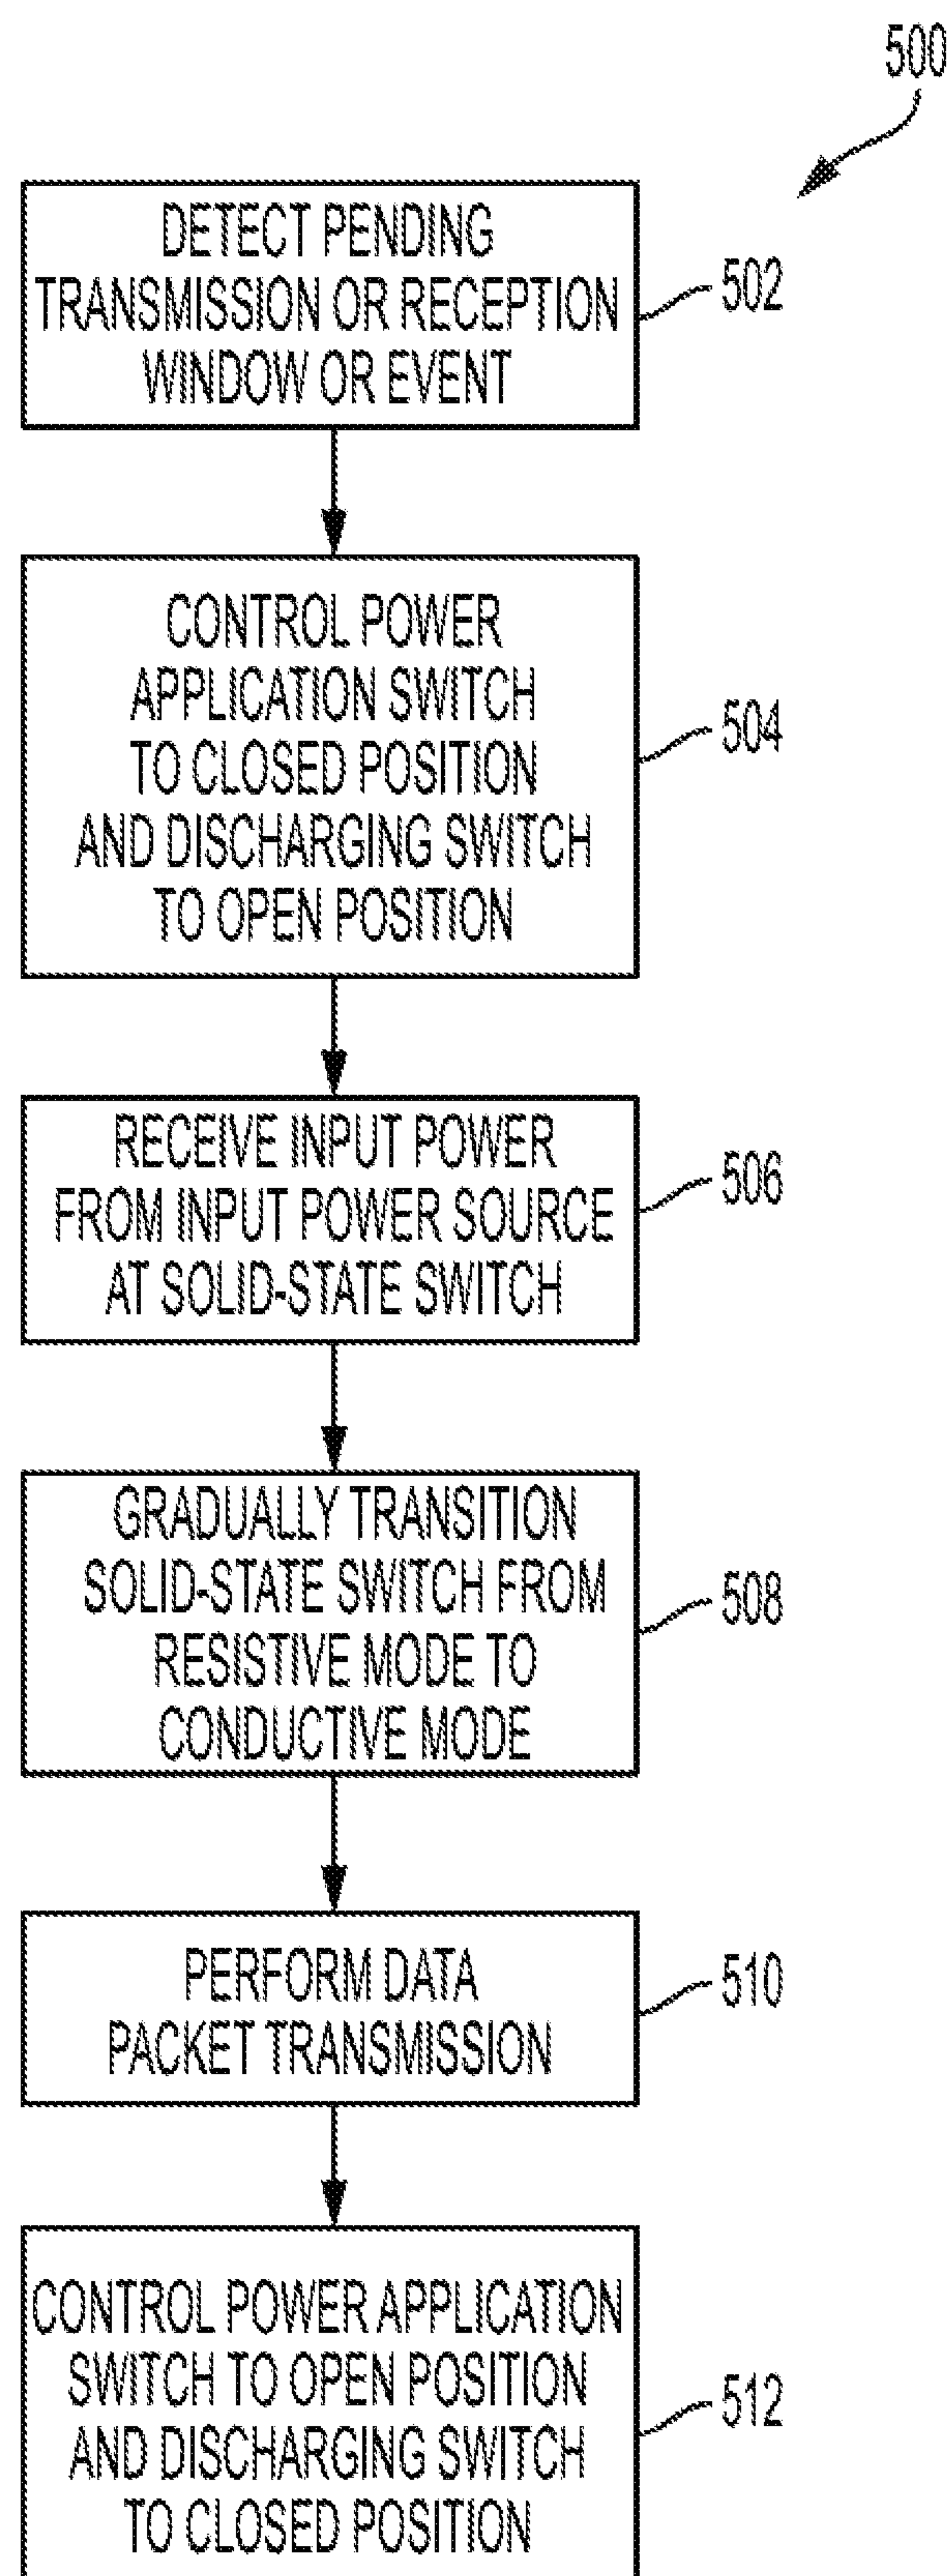 500
DETECT PENDING
TRANSMISSION OR RECEPTION
WINDOW OR EVENT
502
CONTROL POWER
APPLICATION SWITCH
TO CLOSED POSITION
AND DISCHARGING SWITCH
TO OPEN POSITION
504
RECEIVE INPUT POWER
FROM INPUT POWER SOURCE
AT SOLID-STATE SWITCH
506
GRADUALLY TRANSITION
SOLID-STATE SWITCH FROM
RESISTIVE MODE TO
CONDUCTIVE MODE
508
PERFORM DATA
PACKET TRANSMISSION
510
CONTROL POWER APPLICATION
SWITCH TO OPEN POSITION
AND DISCHARGING SWITCH
TO CLOSED POSITION
512